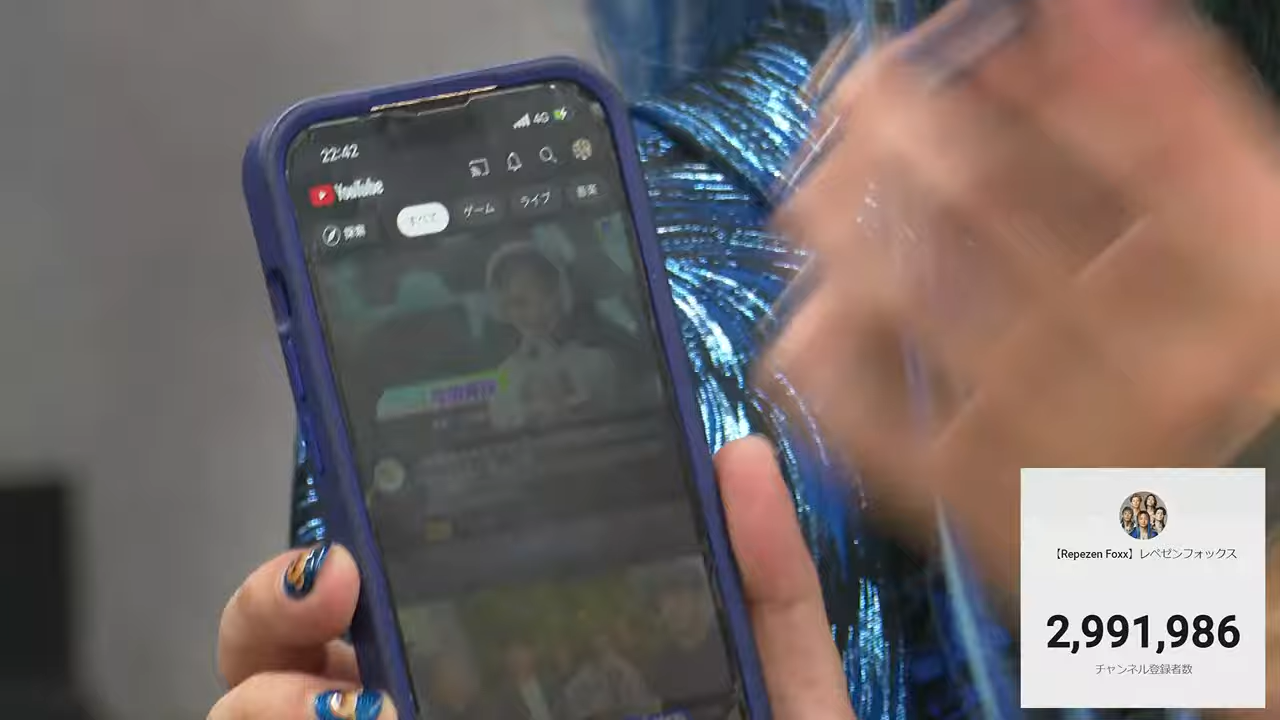 22:42
4G
YouTube
探索
すべて
ゲーム
ライブ
音楽
【Repezen Foxx】レペゼンフォックス
2,991,986
チャンネル登録者数